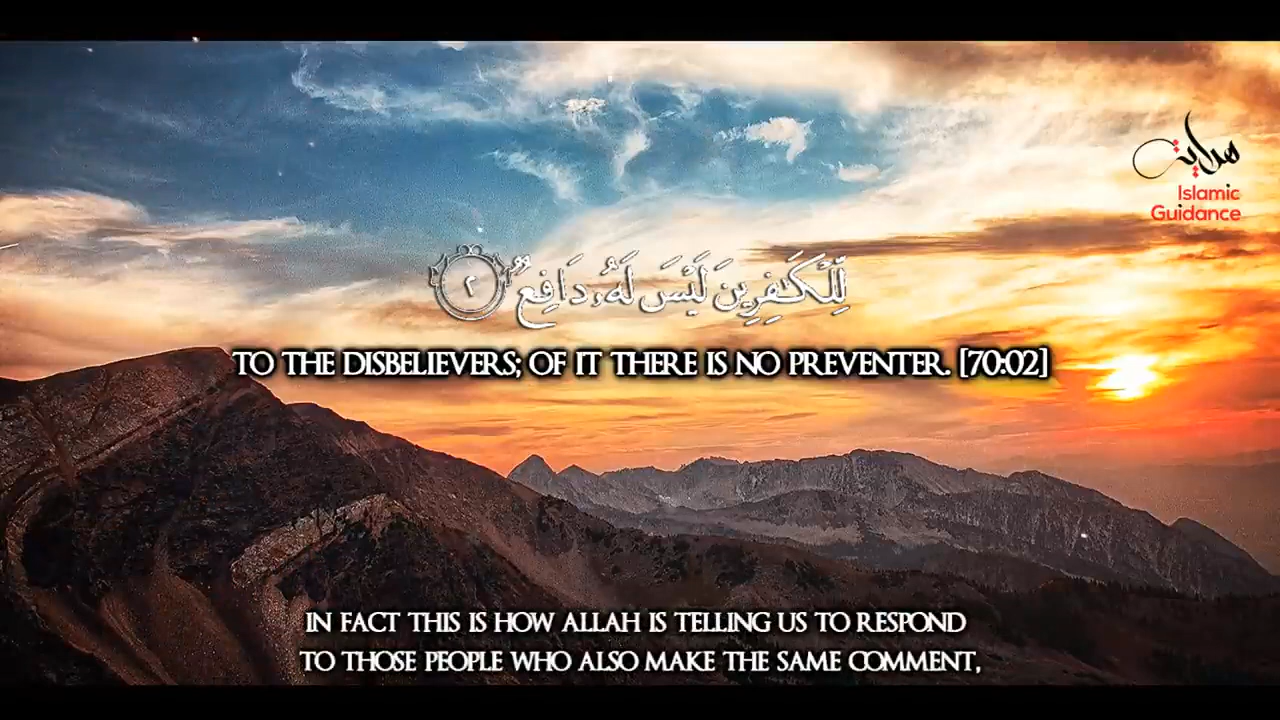 هداية
Islamic
Guidance
لِّلْكَـٰفِرِينَ لَيْسَ لَهُۥ دَافِعٌ ٢
TO THE DISBELIEVERS; OF IT THERE IS NO PREVENTER. [70:02]
IN FACT THIS IS HOW ALLAH IS TELLING US TO RESPOND
TO THOSE PEOPLE WHO ALSO MAKE THE SAME COMMENT,